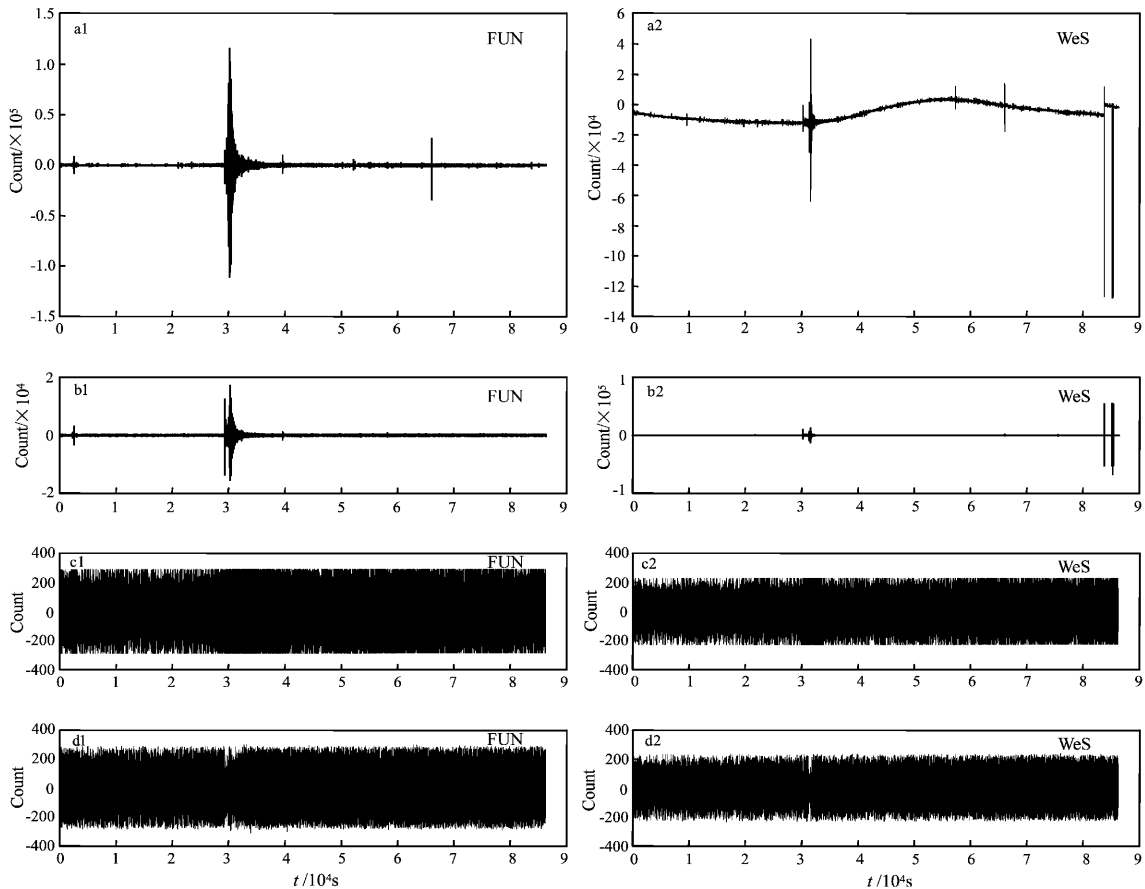 a1 FUN
Count/×10⁵
1.5
1.0
0.5
0.0
-0.5
-1.0
-1.5
0 1 2 3 4 5 6 7 8 9
a2 WeS
Count/×10⁴
6
4
2
0
-2
-4
-6
-8
-10
-12
-14
0 1 2 3 4 5 6 7 8 9
b1 FUN
Count/×10⁴
2
0
-2
0 1 2 3 4 5 6 7 8 9
b2 WeS
Count/×10⁵
1
0
-1
0 1 2 3 4 5 6 7 8 9
c1 FUN
Count
400
200
0
-200
-400
0 1 2 3 4 5 6 7 8 9
c2 WeS
Count
400
200
0
-200
-400
0 1 2 3 4 5 6 7 8 9
d1 FUN
Count
400
200
0
-200
-400
0 1 2 3 4 5 6 7 8 9
t /10⁴s
d2 WeS
Count
400
200
0
-200
-400
0 1 2 3 4 5 6 7 8 9
t /10⁴s